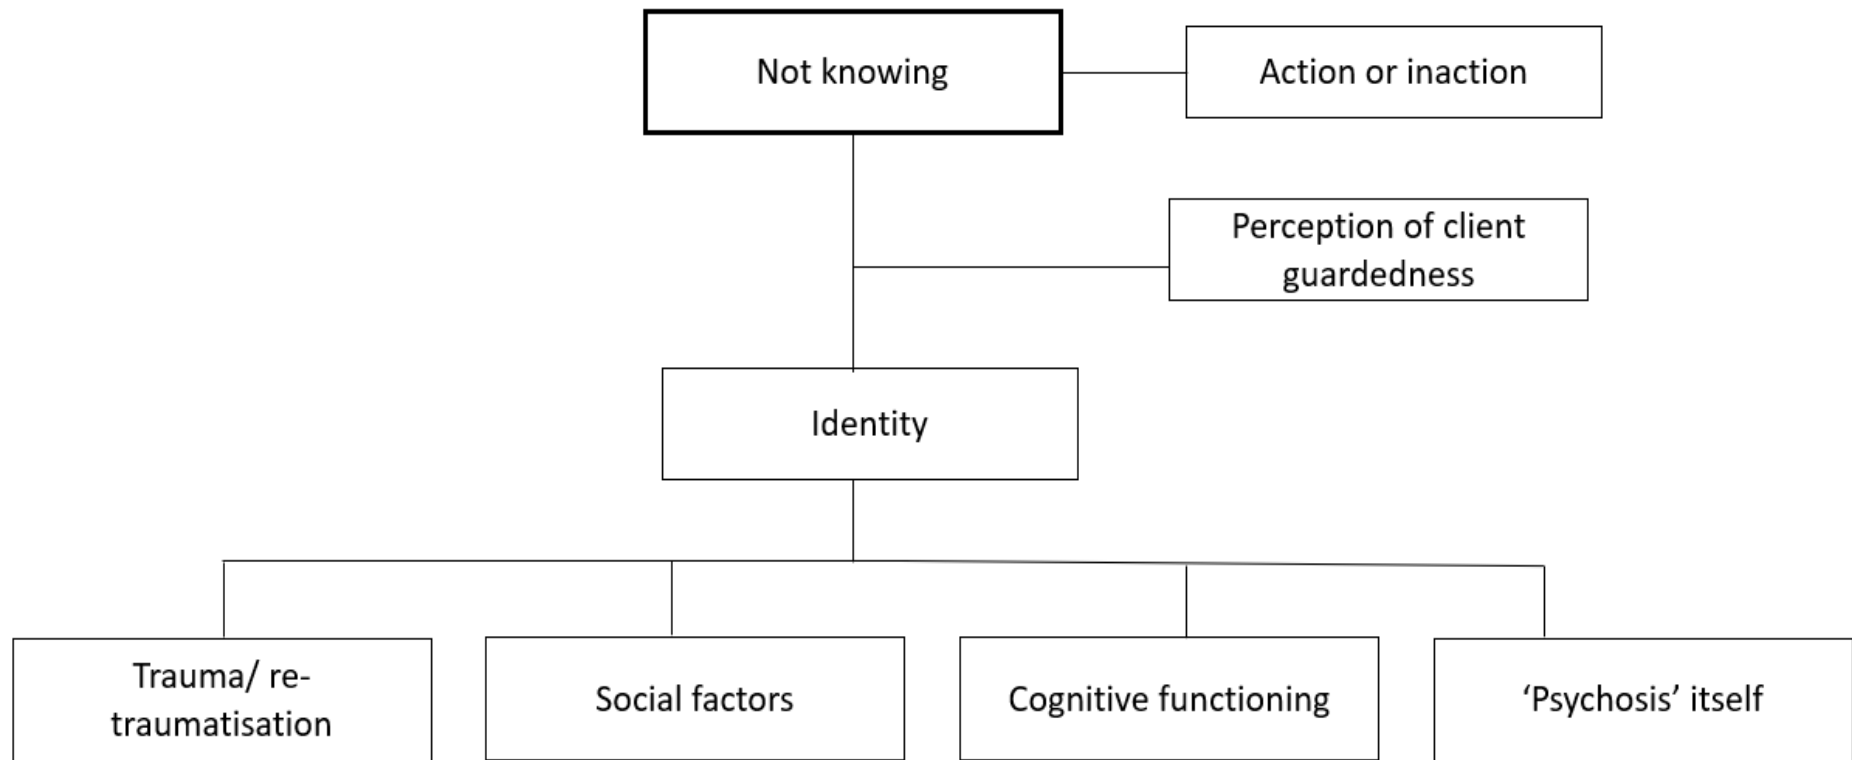 Not knowing
Action or inaction
Perception of client
guardedness
Identity
Trauma/ re-
traumatisation
Social factors
Cognitive functioning
‘Psychosis’ itself